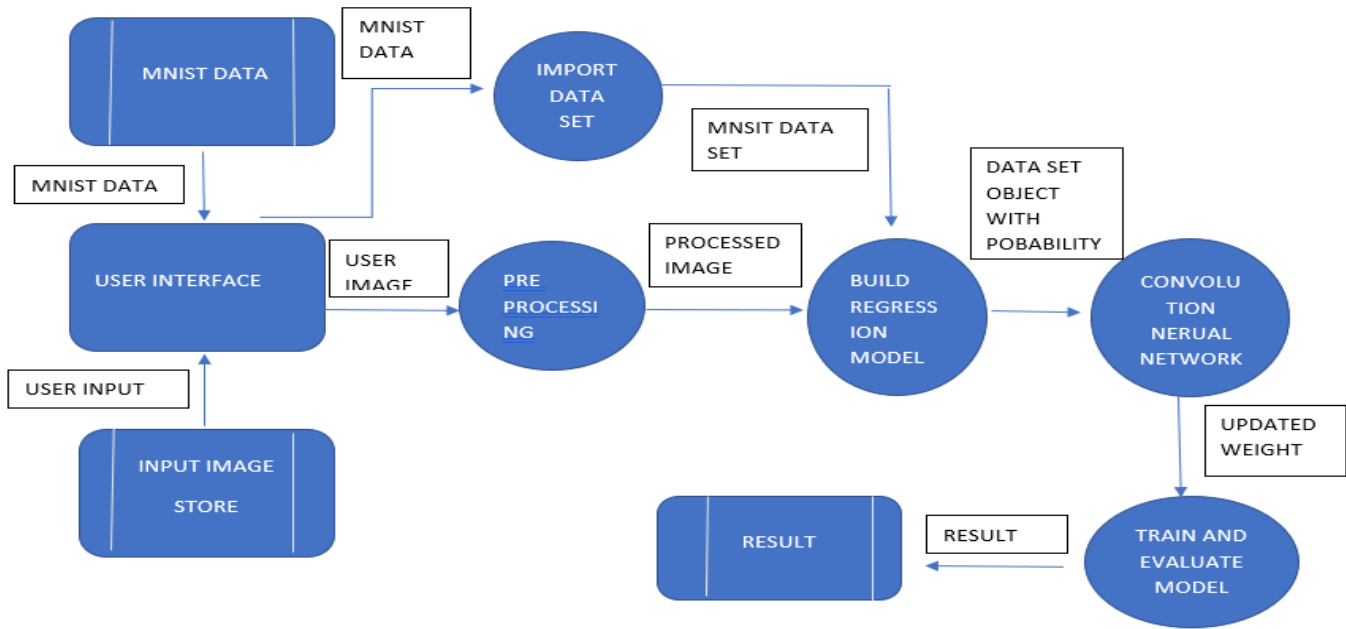 MNIST DATA
MNIST
DATA
IMPORT
DATA
SET
MNIST DATA
MNSIT DATA
SET
DATA SET
OBJECT
WITH
POBABILITY
USER INTERFACE
USER
IMAGE
PRE
PROCESSI
NG
PROCESSED
IMAGE
BUILD
REGRESS
ION
MODEL
CONVOLU
TION
NERUAL
NETWORK
USER INPUT
UPDATED
WEIGHT
INPUT IMAGE
STORE
RESULT
RESULT
TRAIN AND
EVALUATE
MODEL